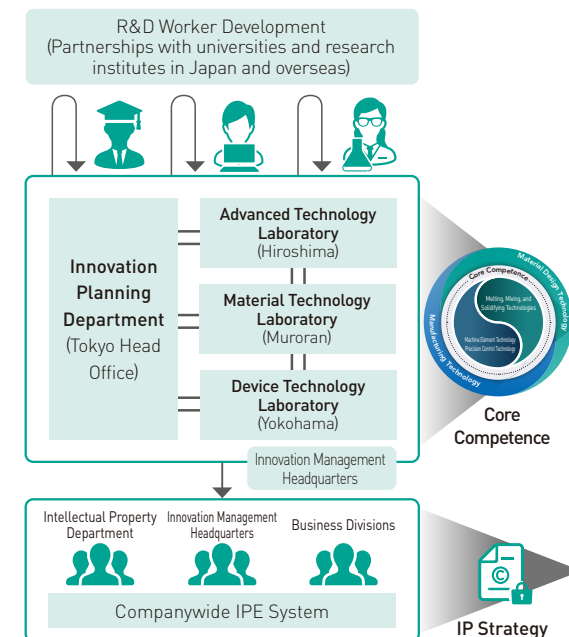 R&D Worker Development
(Partnerships with universities and research
institutes in Japan and overseas)
Innovation
Planning
Department
(Tokyo Head
Office)
Advanced Technology
Laboratory
(Hiroshima)
Material Technology
Laboratory
(Muroran)
Device Technology
Laboratory
(Yokohama)
Innovation Management
Headquarters
Material Design Technology
Core Competence
Melting, Mixing, and
Solidifying Technologies
Machine Element Technology
Precision Control Technology
Manufacturing Technology
Core
Competence
Intellectual Property
Department
Innovation Management
Headquarters
Business Divisions
Companywide IPE System
©
IP Strategy